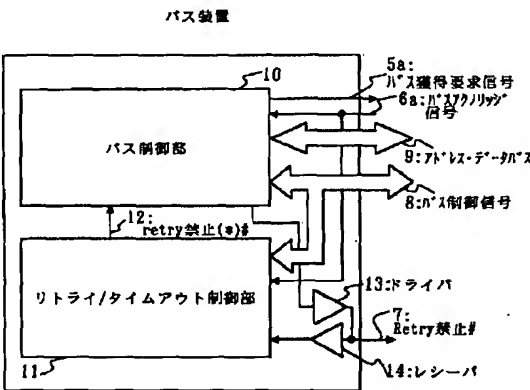 バス装置
10
5a:
バス獲得要求信号
6a:バスアクノリッジ
信号
バス制御部
9:アドレス・データバス
8:バス制御信号
12:
retry禁止(*)#
リトライ/タイムアウト制御部
13:ドライバ
7:
Retry禁止#
11
14:レシーバ